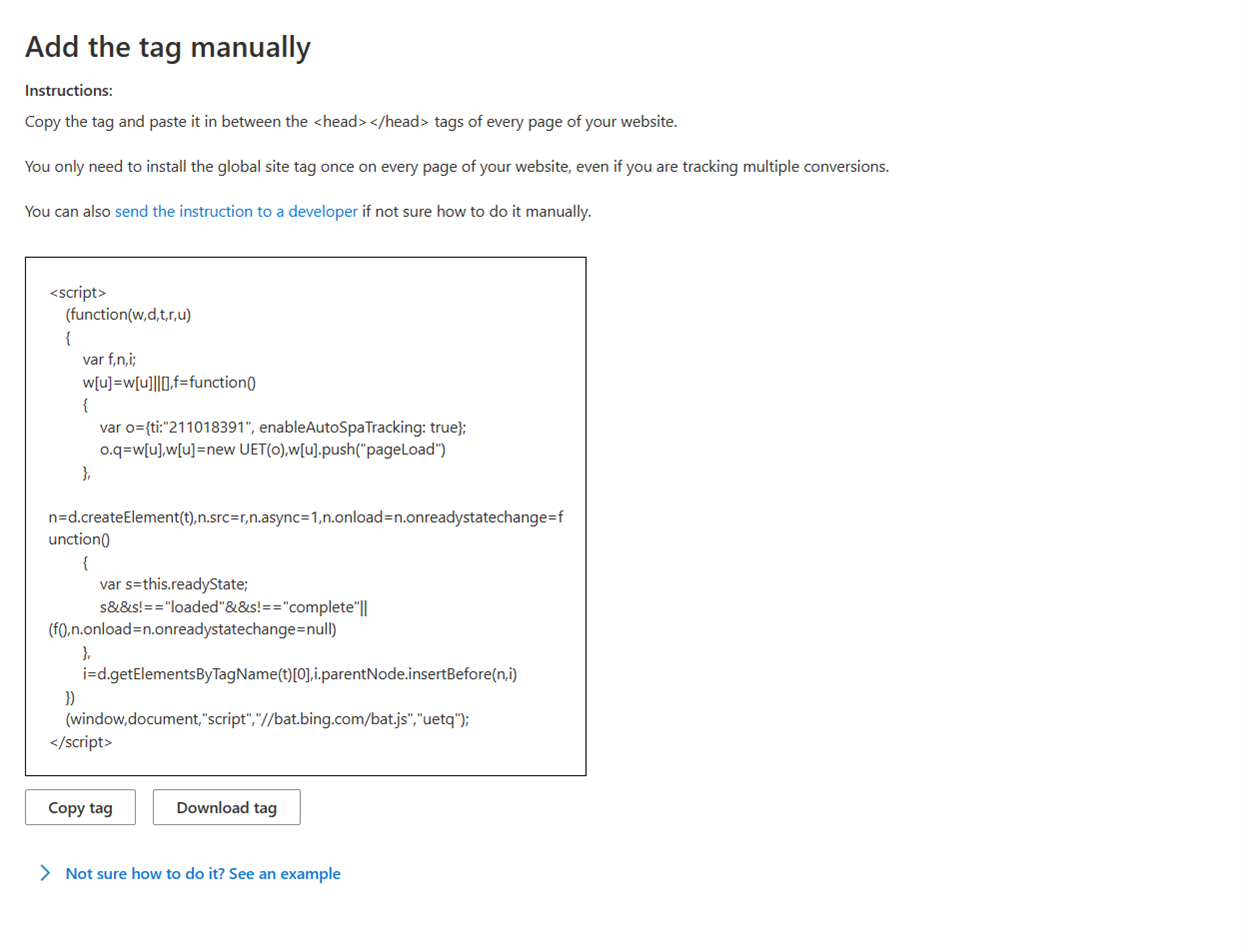 Add the tag manually
Instructions:
Copy the tag and paste it in between the <head></head> tags of every page of your website.
You only need to install the global site tag once on every page of your website, even if you are tracking multiple conversions.
You can also send the instruction to a developer if not sure how to do it manually.
<script>
(function(w,d,t,r,u)
{
var f,n,i;
w[u]=w[u]||[],f=function()
{
var o={ti:"211018391", enableAutoSpaTracking: true};
o.q=w[u],w[u]=new UET(o),w[u].push("pageLoad")
},
n=d.createElement(t),n.src=r,n.async=1,n.onload=n.onreadystatechange=f
unction()
{
var s=this.readyState;
s&&s!=="loaded"&&s!=="complete"||
(f(),n.onload=n.onreadystatechange=null)
},
i=d.getElementsByTagName(t)[0],i.parentNode.insertBefore(n,i)
})
(window,document,"script","//bat.bing.com/bat.js","uetq");
</script>
Copy tag Download tag
Not sure how to do it? See an example